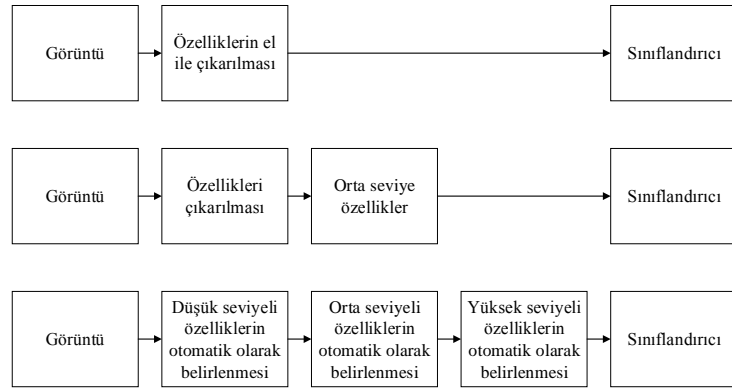 Görüntü
Özelliklerin el
ile çıkarılması
Sınıflandırıcı
Görüntü
Özellikleri
çıkarılması
Orta seviye
özellikler
Sınıflandırıcı
Görüntü
Düşük seviyeli
özelliklerin
otomatik olarak
belirlenmesi
Orta seviyeli
özelliklerin
otomatik olarak
belirlenmesi
Yüksek seviyeli
özelliklerin
otomatik olarak
belirlenmesi
Sınıflandırıcı